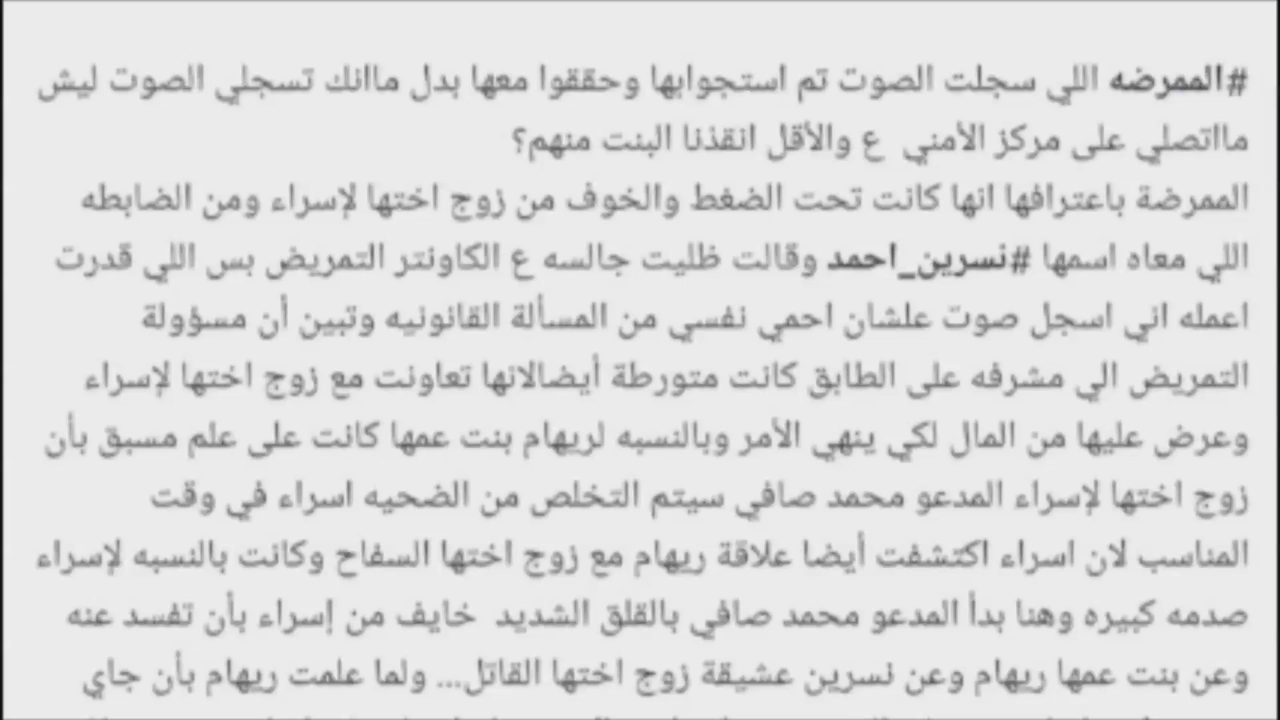 #الممرضه اللي سجلت الصوت تم استجوابها وحققوا معها بدل ماانك تسجلي الصوت ليش
مااتصلي على مركز الأمني ع والأقل انقذنا البنت منهم؟
الممرضة باعترافها انها كانت تحت الضغط والخوف من زوج اختها لإسراء ومن الضابطه
اللي معاه اسمها #نسرين_احمد وقالت ظليت جالسه ع الكاونتر التمريض بس اللي قدرت
اعمله اني اسجل صوت علشان احمي نفسي من المسألة القانونيه وتبين أن مسؤولة
التمريض الي مشرفه على الطابق كانت متورطة أيضالانها تعاونت مع زوج اختها لإسراء
وعرض عليها من المال لكي ينهي الأمر وبالنسبه لريهام بنت عمها كانت على علم مسبق بأن
زوج اختها لإسراء المدعو محمد صافي سيتم التخلص من الضحيه اسراء في وقت
المناسب لان اسراء اكتشفت أيضا علاقة ريهام مع زوج اختها السفاح وكانت بالنسبه لإسراء
صدمه كبيره وهنا بدأ المدعو محمد صافي بالقلق الشديد خايف من إسراء بأن تفسد عنه
وعن بنت عمها ريهام وعن نسرين عشيقة زوج اختها القاتل... ولما علمت ريهام بأن جاي